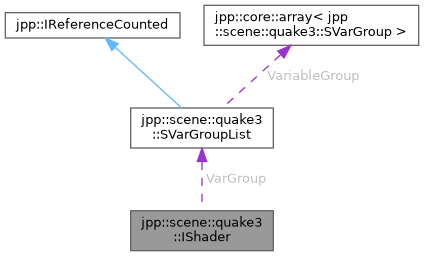 jpp::IReferenceCounted
jpp::core::array< jpp
::scene::quake3::SVarGroup >
VariableGroup
jpp::scene::quake3
::SVarGroupList
VarGroup
jpp::scene::quake3
::IShader